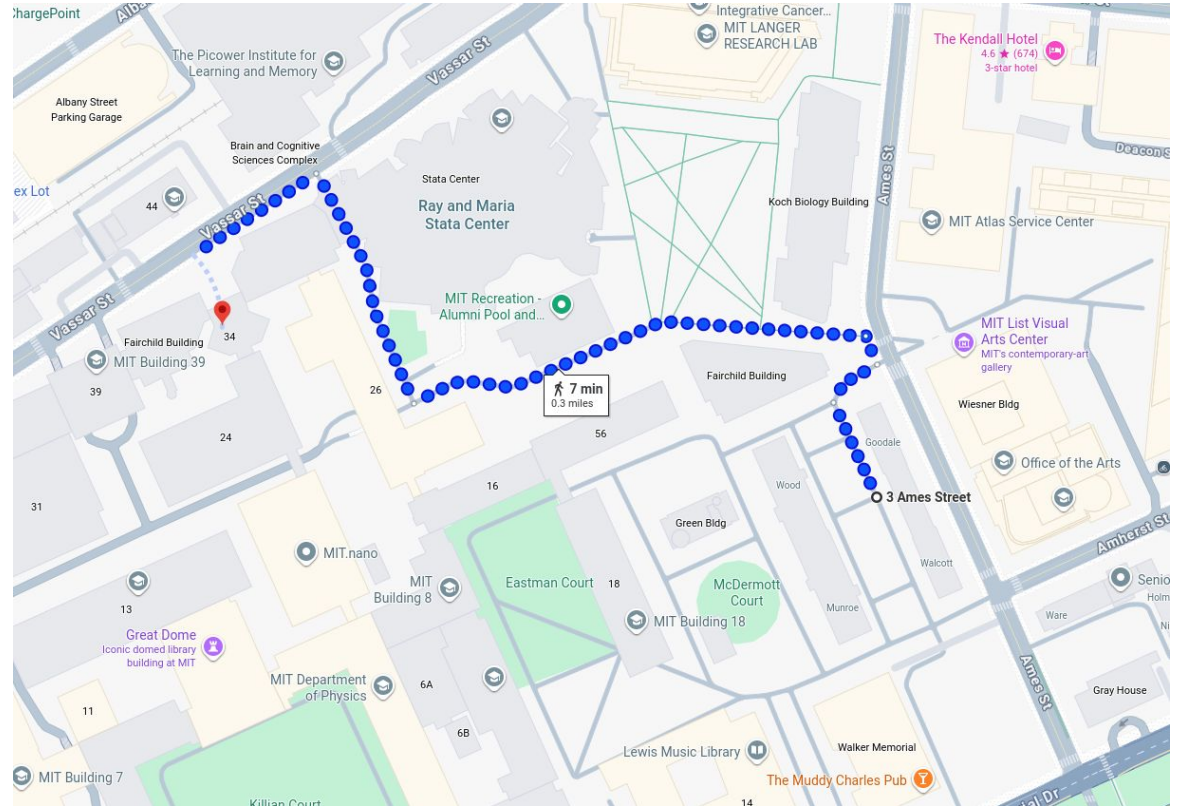 ChargePoint
Alba
Integrative Cancer...
MIT LANGER
RESEARCH LAB
The Kendall Hotel
4.6 ★ (674)
3-star hotel
The Picower Institute for
Learning and Memory
Vassar St
Albany Street
Parking Garage
Brain and Cognitive
Sciences Complex
Deacon S
Ames St
ex Lot
44
Stata Center
Ray and Maria
Stata Center
Koch Biology Building
MIT Atlas Service Center
Vassar St
Vassar St
MIT Recreation -
Alumni Pool and...
34
Fairchild Building
MIT Building 39
MIT List Visual
Arts Center
MIT's contemporary-art
gallery
39
26
7 min
0.3 miles
Fairchild Building
Wiesner Bldg
24
56
Goodale
Office of the Arts
31
16
Wood
3 Ames Street
Green Bldg
Amherst St
MIT.nano
Walcott
MIT
Building 8
Eastman Court
18
McDermott
Court
Senio
Holm
13
Munroe
Ware
Ni
Great Dome
Iconic domed library
building at MIT
MIT Building 18
MIT Department
of Physics
6A
Ames St
Gray House
11
6B
Lewis Music Library
Walker Memorial
MIT Building 7
The Muddy Charles Pub
ial Dr
Killian Court
14